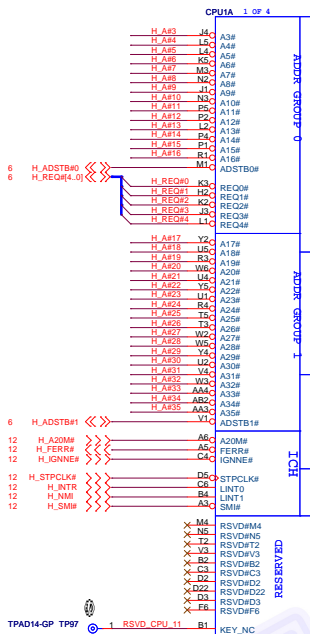 CPU1A 1 OF 4
H_A#3 J4 A3#
H_A#4 L5 A4#
H_A#5 L4 A5#
H_A#6 K5 A6#
H_A#7 M3 A7#
H_A#8 N2 A8#
H_A#9 J1 A9#
H_A#10 N3 A10#
H_A#11 P5 A11#
H_A#12 P2 A12#
H_A#13 L2 A13#
H_A#14 P4 A14#
H_A#15 P1 A15#
H_A#16 R1 A16#
6 H_ADSTB#0 M1 ADSTB0#
6 H_REQ#[4..0]
H_REQ#0 K3 REQ0#
H_REQ#1 H2 REQ1#
H_REQ#2 K2 REQ2#
H_REQ#3 J3 REQ3#
H_REQ#4 L1 REQ4#
ADDR GROUP 0
H_A#17 Y2 A17#
H_A#18 U5 A18#
H_A#19 R3 A19#
H_A#20 W6 A20#
H_A#21 U4 A21#
H_A#22 Y5 A22#
H_A#23 U1 A23#
H_A#24 R4 A24#
H_A#25 T5 A25#
H_A#26 T3 A26#
H_A#27 W2 A27#
H_A#28 W5 A28#
H_A#29 Y4 A29#
H_A#30 U2 A30#
H_A#31 V4 A31#
H_A#32 W3 A32#
H_A#33 AA4 A33#
H_A#34 AB2 A34#
H_A#35 AA3 A35#
6 H_ADSTB#1 V1 ADSTB1#
ADDR GROUP 1
12 H_A20M# A6 A20M#
12 H_FERR# A5 FERR#
12 H_IGNNE# C4 IGNNE#
12 H_STPCLK# D5 STPCLK#
12 H_INTR C6 LINT0
12 H_NMI B4 LINT1
12 H_SMI# A3 SMI#
ICH
M4 RSVD#M4
N5 RSVD#N5
T2 RSVD#T2
V3 RSVD#V3
B2 RSVD#B2
C3 RSVD#C3
D2 RSVD#D2
D22 RSVD#D22
D3 RSVD#D3
F6 RSVD#F6
RESERVED
TPAD14-GP TP97 1 RSVD_CPU_11 B1 KEY_NC